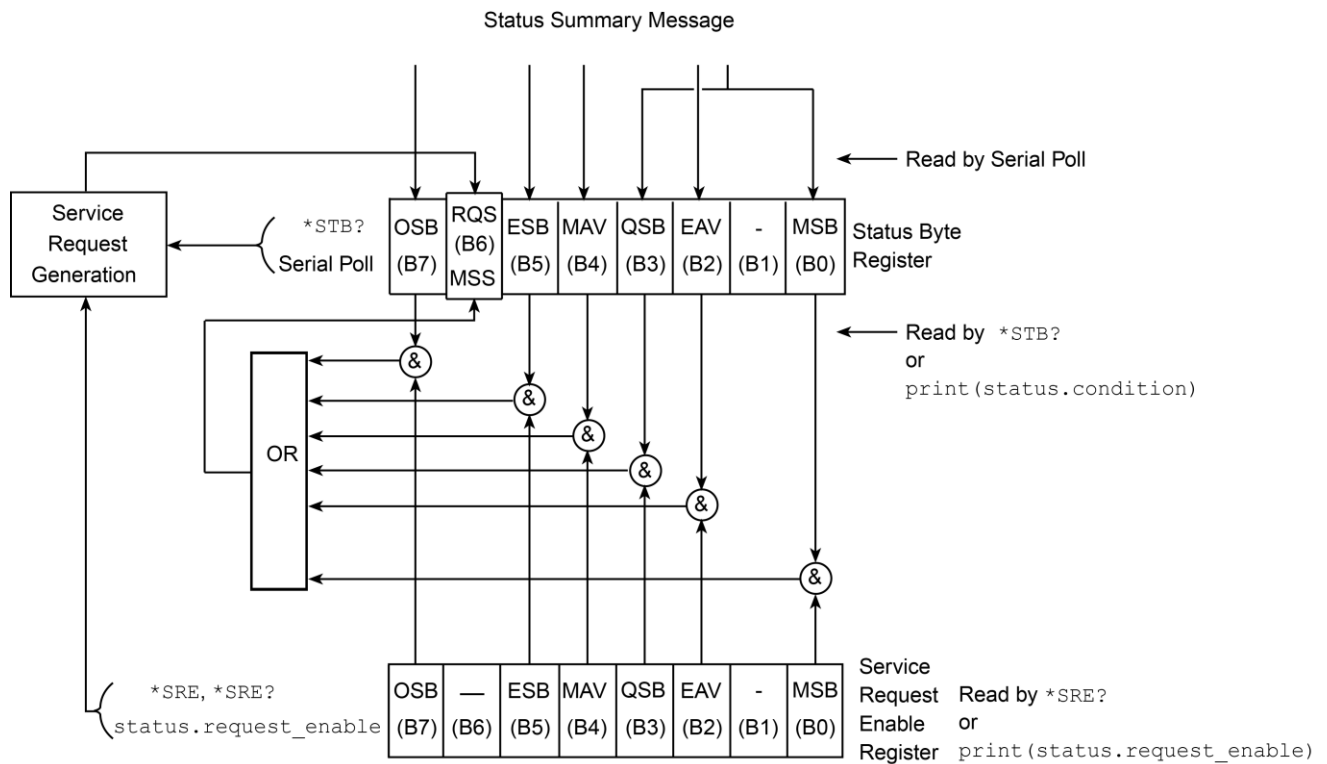 Status Summary Message
Read by Serial Poll
Service
Request
Generation
*STB?
Serial Poll
OSB
(B7)
RQS
(B6)
MSS
ESB
(B5)
MAV
(B4)
QSB
(B3)
EAV
(B2)
-
(B1)
MSB
(B0)
Status Byte
Register
Read by *STB?
or
print(status.condition)
&
&
&
&
&
&
OR
*SRE, *SRE?
status.request_enable
OSB
(B7)
—
(B6)
ESB
(B5)
MAV
(B4)
QSB
(B3)
EAV
(B2)
-
(B1)
MSB
(B0)
Service
Request
Enable
Register
Read by *SRE?
or
print(status.request_enable)